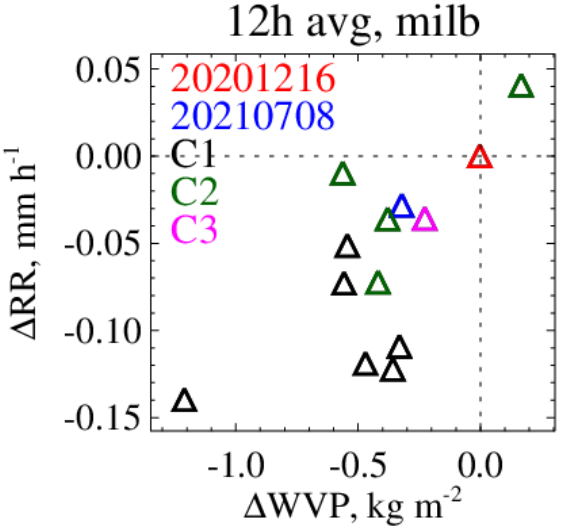 12h avg, milb
0.05
20201216
20210708
0.00
C1
C2
C3
-0.05
-0.10
-0.15
ΔRR, mm h⁻¹
-1.0 -0.5 0.0
ΔWVP, kg m⁻²